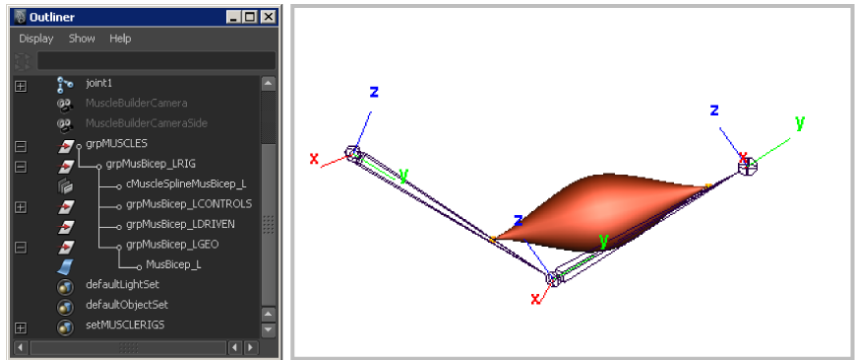 Outliner
Display Show Help
joint1
MuscleBuilderCamera
MuscleBuilderCameraSide
grpMUSCLES
grpMusBicep_LRIG
cMuscleSplineMusBicep_L
grpMusBicep_LCONTROLS
grpMusBicep_LDRIVEN
grpMusBicep_LGEO
MusBicep_L
defaultLightSet
defaultObjectSet
setMUSCLERIGS
z
x
y
z
y
x
z
y
x